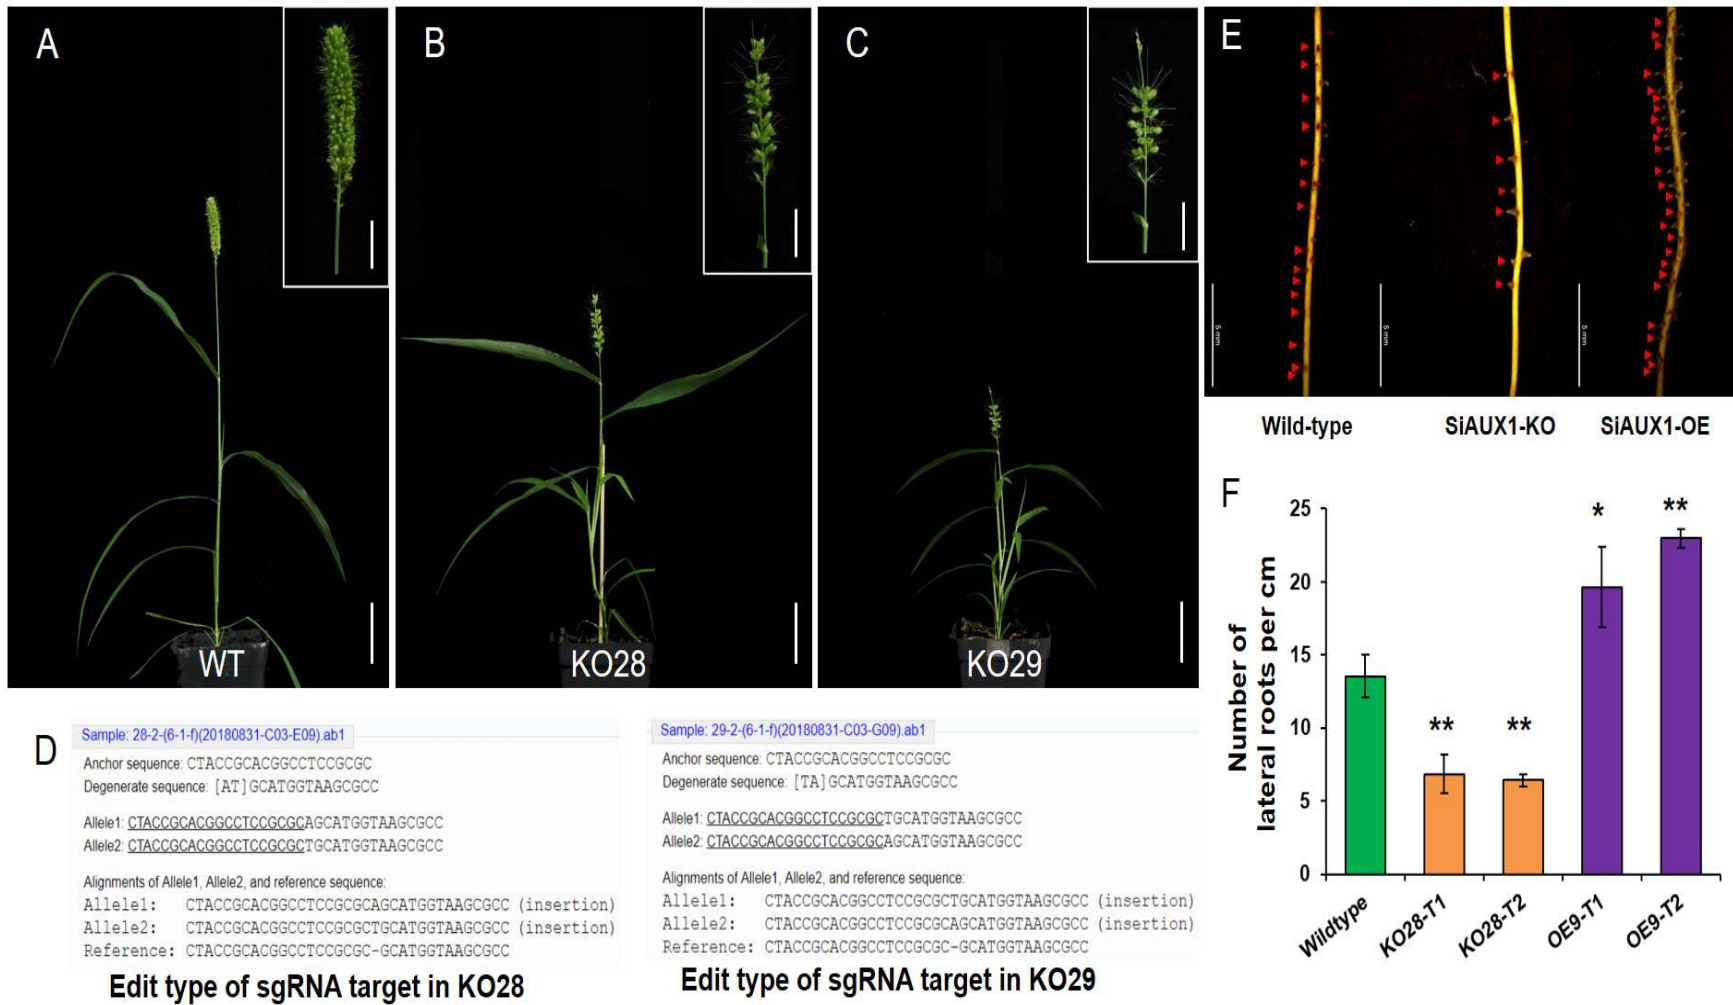 A
B
C
WT
KO28
KO29
D
Sample: 28-2-(6-1-f)(20180831-C03-E09).ab1
Anchor sequence: CTACCGCACGGCCTCCGCGC
Degenerate sequence: [AT]GCATGGTAAGCGCC
Allele1: CTACCGCACGGCCTCCGCGCAGCATGGTAAGCGCC
Allele2: CTACCGCACGGCCTCCGCGCTGCATGGTAAGCGCC
Alignments of Allele1, Allele2, and reference sequence:
Allele1: CTACCGCACGGCCTCCGCGCAGCATGGTAAGCGCC (insertion)
Allele2: CTACCGCACGGCCTCCGCGCTGCATGGTAAGCGCC (insertion)
Reference: CTACCGCACGGCCTCCGCGC-GCATGGTAAGCGCC
Edit type of sgRNA target in KO28
Sample: 29-2-(6-1-f)(20180831-C03-G09).ab1
Anchor sequence: CTACCGCACGGCCTCCGCGC
Degenerate sequence: [TA]GCATGGTAAGCGCC
Allele1: CTACCGCACGGCCTCCGCGCTGCATGGTAAGCGCC
Allele2: CTACCGCACGGCCTCCGCGCAGCATGGTAAGCGCC
Alignments of Allele1, Allele2, and reference sequence:
Allele1: CTACCGCACGGCCTCCGCGCTGCATGGTAAGCGCC (insertion)
Allele2: CTACCGCACGGCCTCCGCGCAGCATGGTAAGCGCC (insertion)
Reference: CTACCGCACGGCCTCCGCGC-GCATGGTAAGCGCC
Edit type of sgRNA target in KO29
E
5 mm
5 mm
5 mm
Wild-type
SiAUX1-KO
SiAUX1-OE
F
Number of
lateral roots per cm
25
20
15
10
5
0
**
**
*
**
Wildtype
KO28-T1
KO28-T2
OE9-T1
OE9-T2